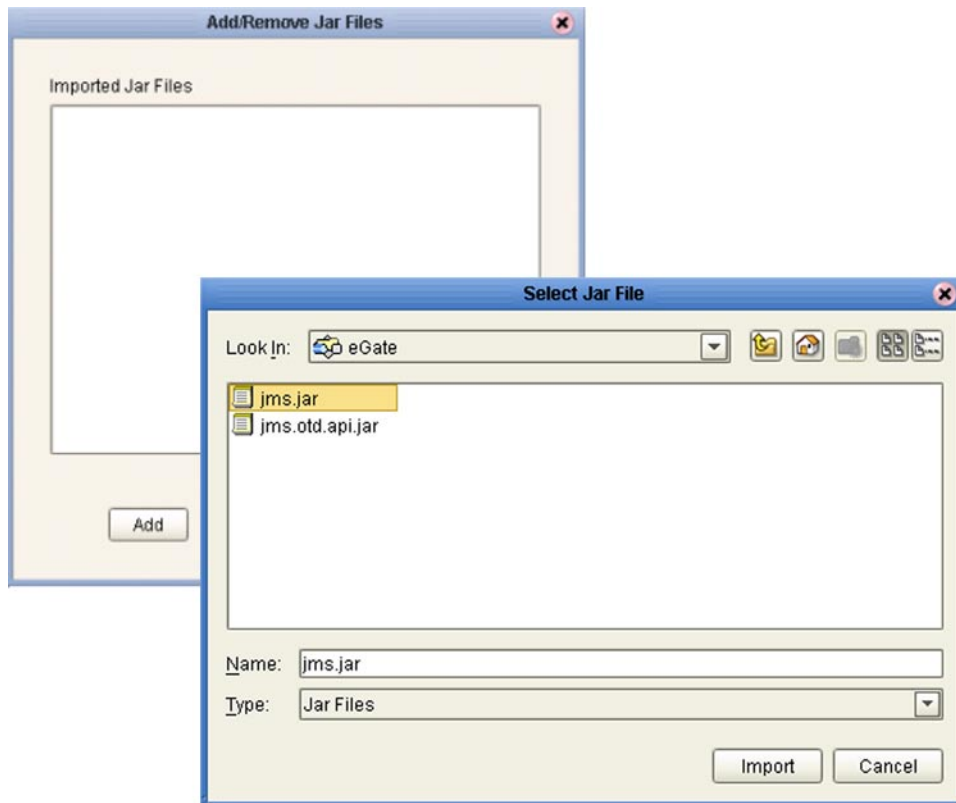 Add/Remove Jar Files
Imported Jar Files
Add
Select Jar File
Look In:
eGate
jms.jar
jms.otd.api.jar
Name:
jms.jar
Type:
Jar Files
Import
Cancel